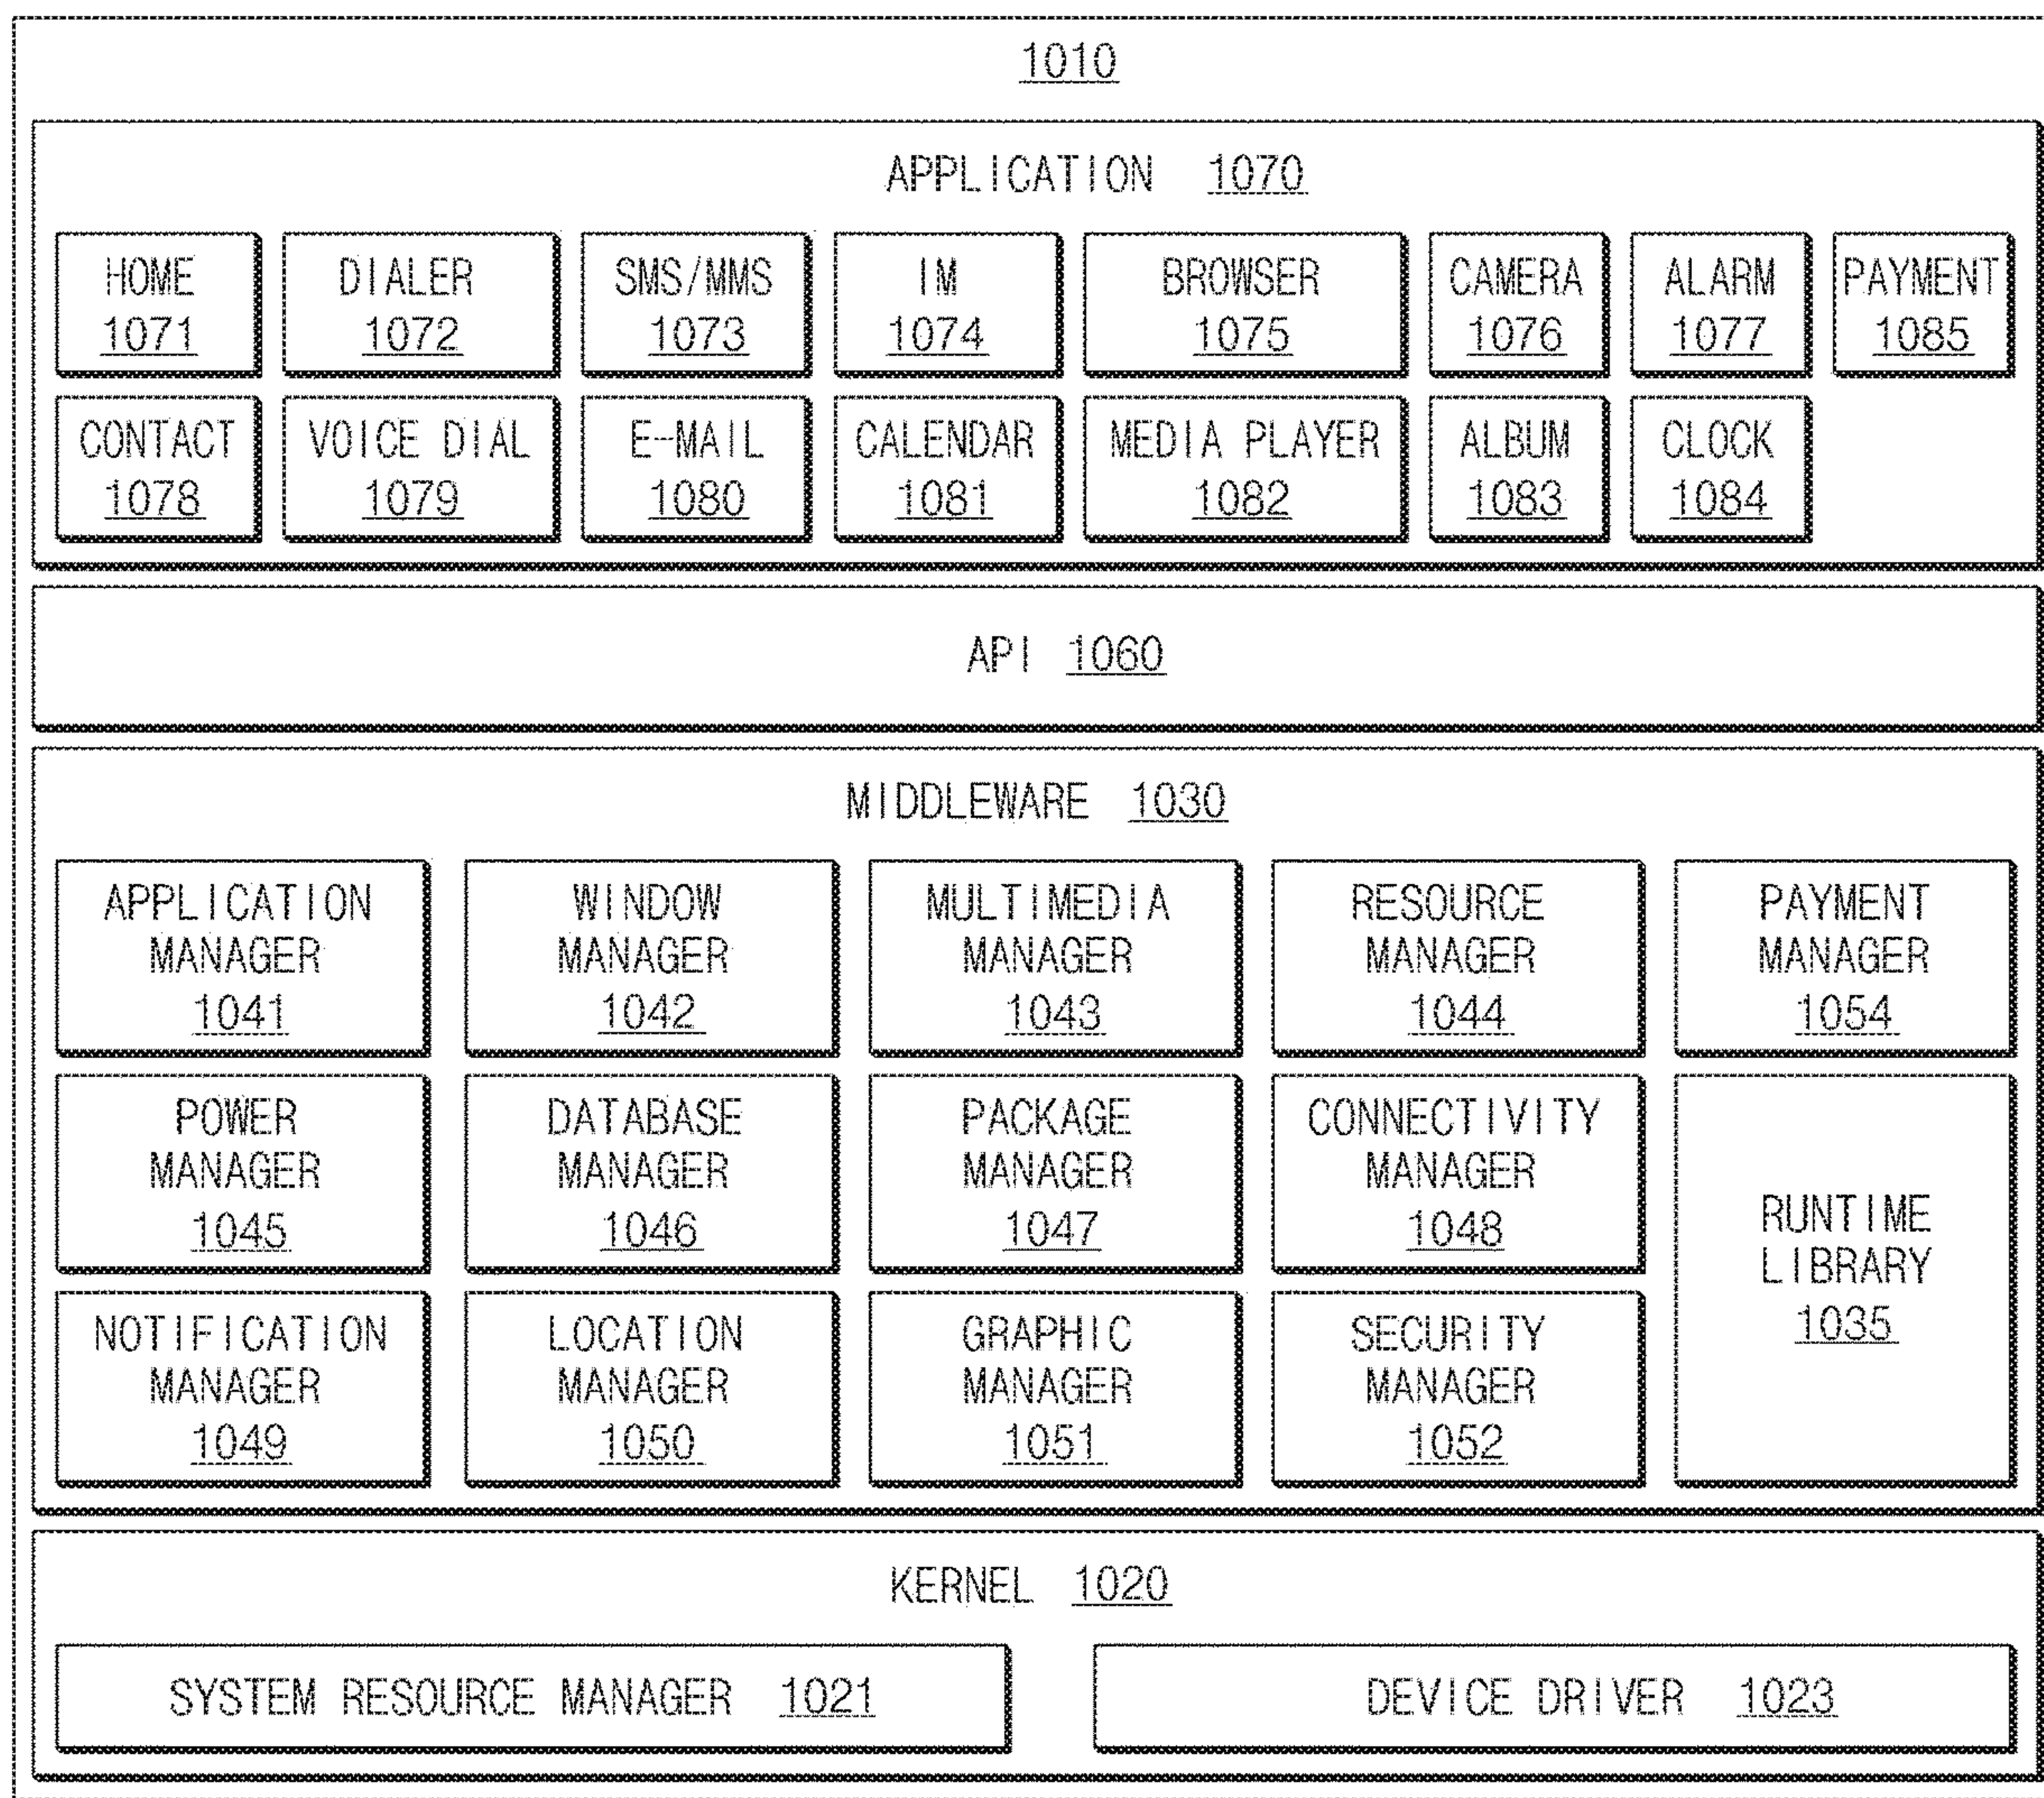 1010
APPLICATION 1070
HOME
1071
DIALER
1072
SMS/MMS
1073
IM
1074
BROWSER
1075
CAMERA
1076
ALARM
1077
PAYMENT
1085
CONTACT
1078
VOICE DIAL
1079
E-MAIL
1080
CALENDAR
1081
MEDIA PLAYER
1082
ALBUM
1083
CLOCK
1084
API 1060
MIDDLEWARE 1030
APPLICATION
MANAGER
1041
WINDOW
MANAGER
1042
MULTIMEDIA
MANAGER
1043
RESOURCE
MANAGER
1044
PAYMENT
MANAGER
1054
POWER
MANAGER
1045
DATABASE
MANAGER
1046
PACKAGE
MANAGER
1047
CONNECTIVITY
MANAGER
1048
RUNTIME
LIBRARY
1035
NOTIFICATION
MANAGER
1049
LOCATION
MANAGER
1050
GRAPHIC
MANAGER
1051
SECURITY
MANAGER
1052
KERNEL 1020
SYSTEM RESOURCE MANAGER 1021
DEVICE DRIVER 1023